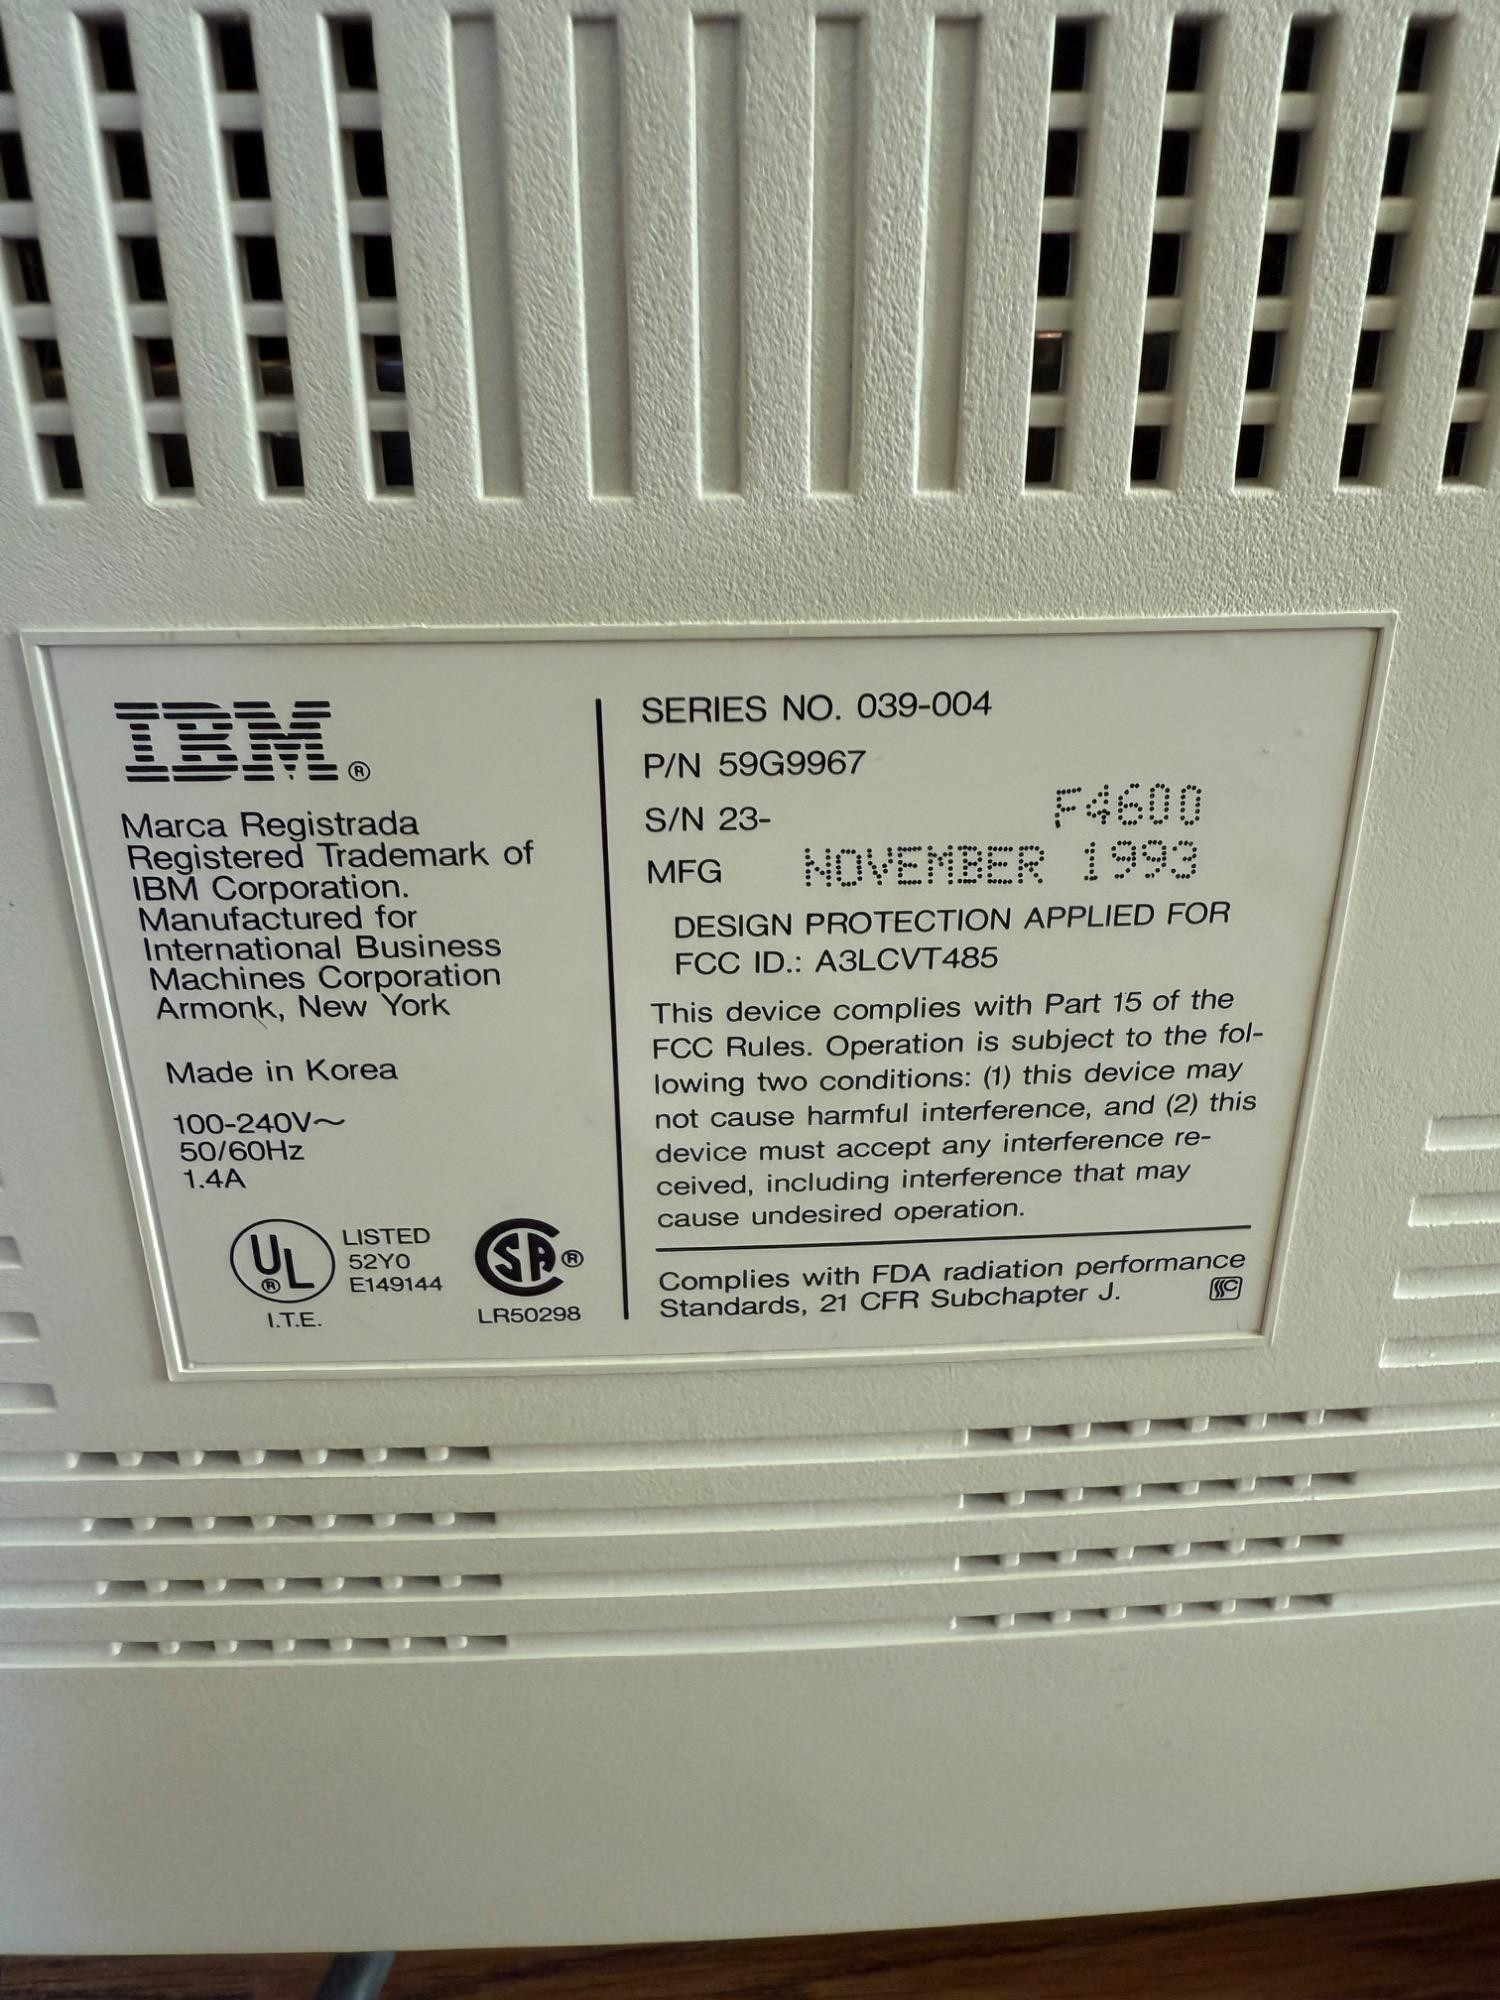 IBM®
Marca Registrada
Registered Trademark of
IBM Corporation.
Manufactured for
International Business
Machines Corporation
Armonk, New York
Made in Korea
100-240V~
50/60Hz
1.4A
UL®
LISTED
52Y0
E149144
I.T.E.
SA®
LR50298
SERIES NO. 039-004
P/N 59G9967
S/N 23- F4600
MFG NOVEMBER 1993
DESIGN PROTECTION APPLIED FOR
FCC ID.: A3LCVT485
This device complies with Part 15 of the
FCC Rules. Operation is subject to the fol-
lowing two conditions: (1) this device may
not cause harmful interference, and (2) this
device must accept any interference re-
ceived, including interference that may
cause undesired operation.
Complies with FDA radiation performance
Standards, 21 CFR Subchapter J.